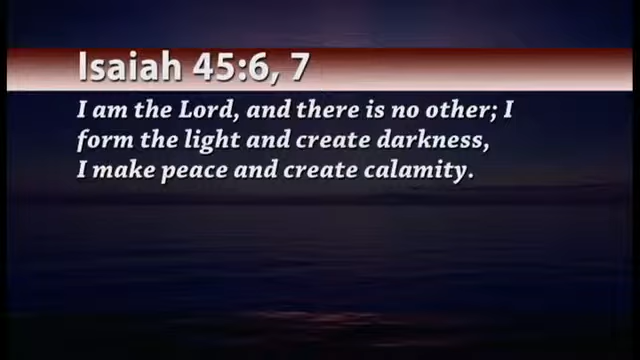 Isaiah 45:6, 7
I am the Lord, and there is no other; I
form the light and create darkness,
I make peace and create calamity.